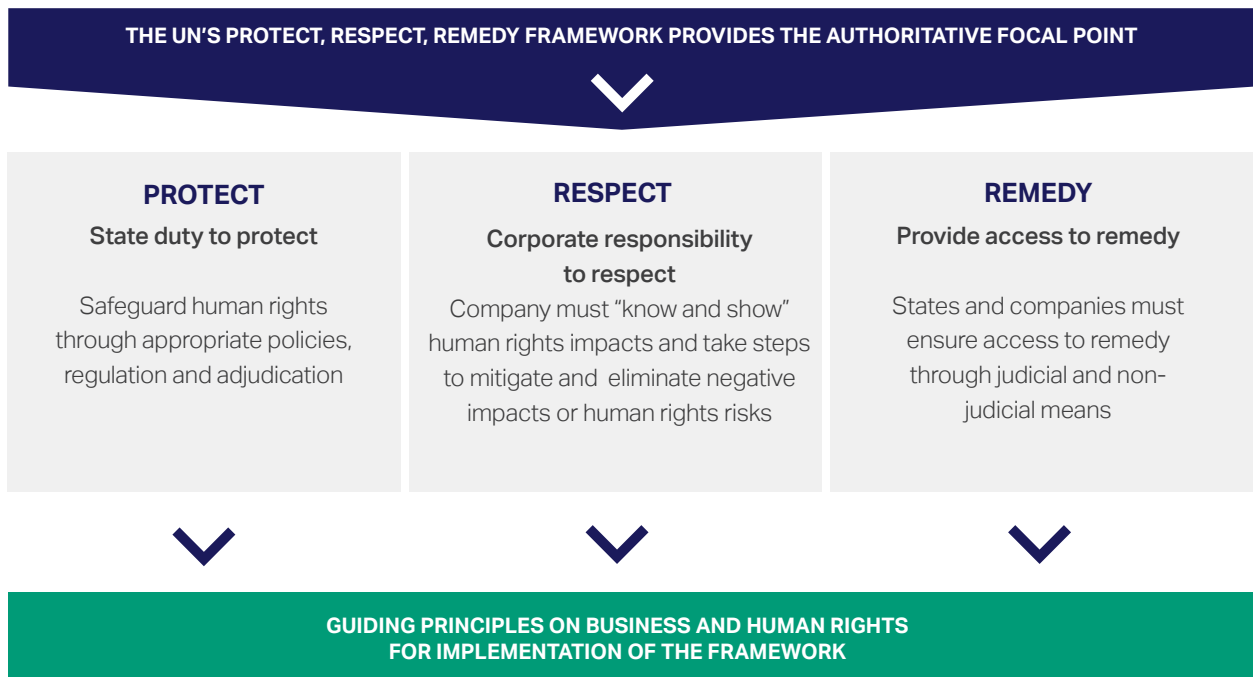 THE UN'S PROTECT, RESPECT, REMEDY FRAMEWORK PROVIDES THE AUTHORITATIVE FOCAL POINT
PROTECT
State duty to protect
Safeguard human rights
through appropriate policies,
regulation and adjudication
RESPECT
Corporate responsibility
to respect
Company must “know and show”
human rights impacts and take steps
to mitigate and eliminate negative
impacts or human rights risks
REMEDY
Provide access to remedy
States and companies must
ensure access to remedy
through judicial and non-
judicial means
GUIDING PRINCIPLES ON BUSINESS AND HUMAN RIGHTS
FOR IMPLEMENTATION OF THE FRAMEWORK